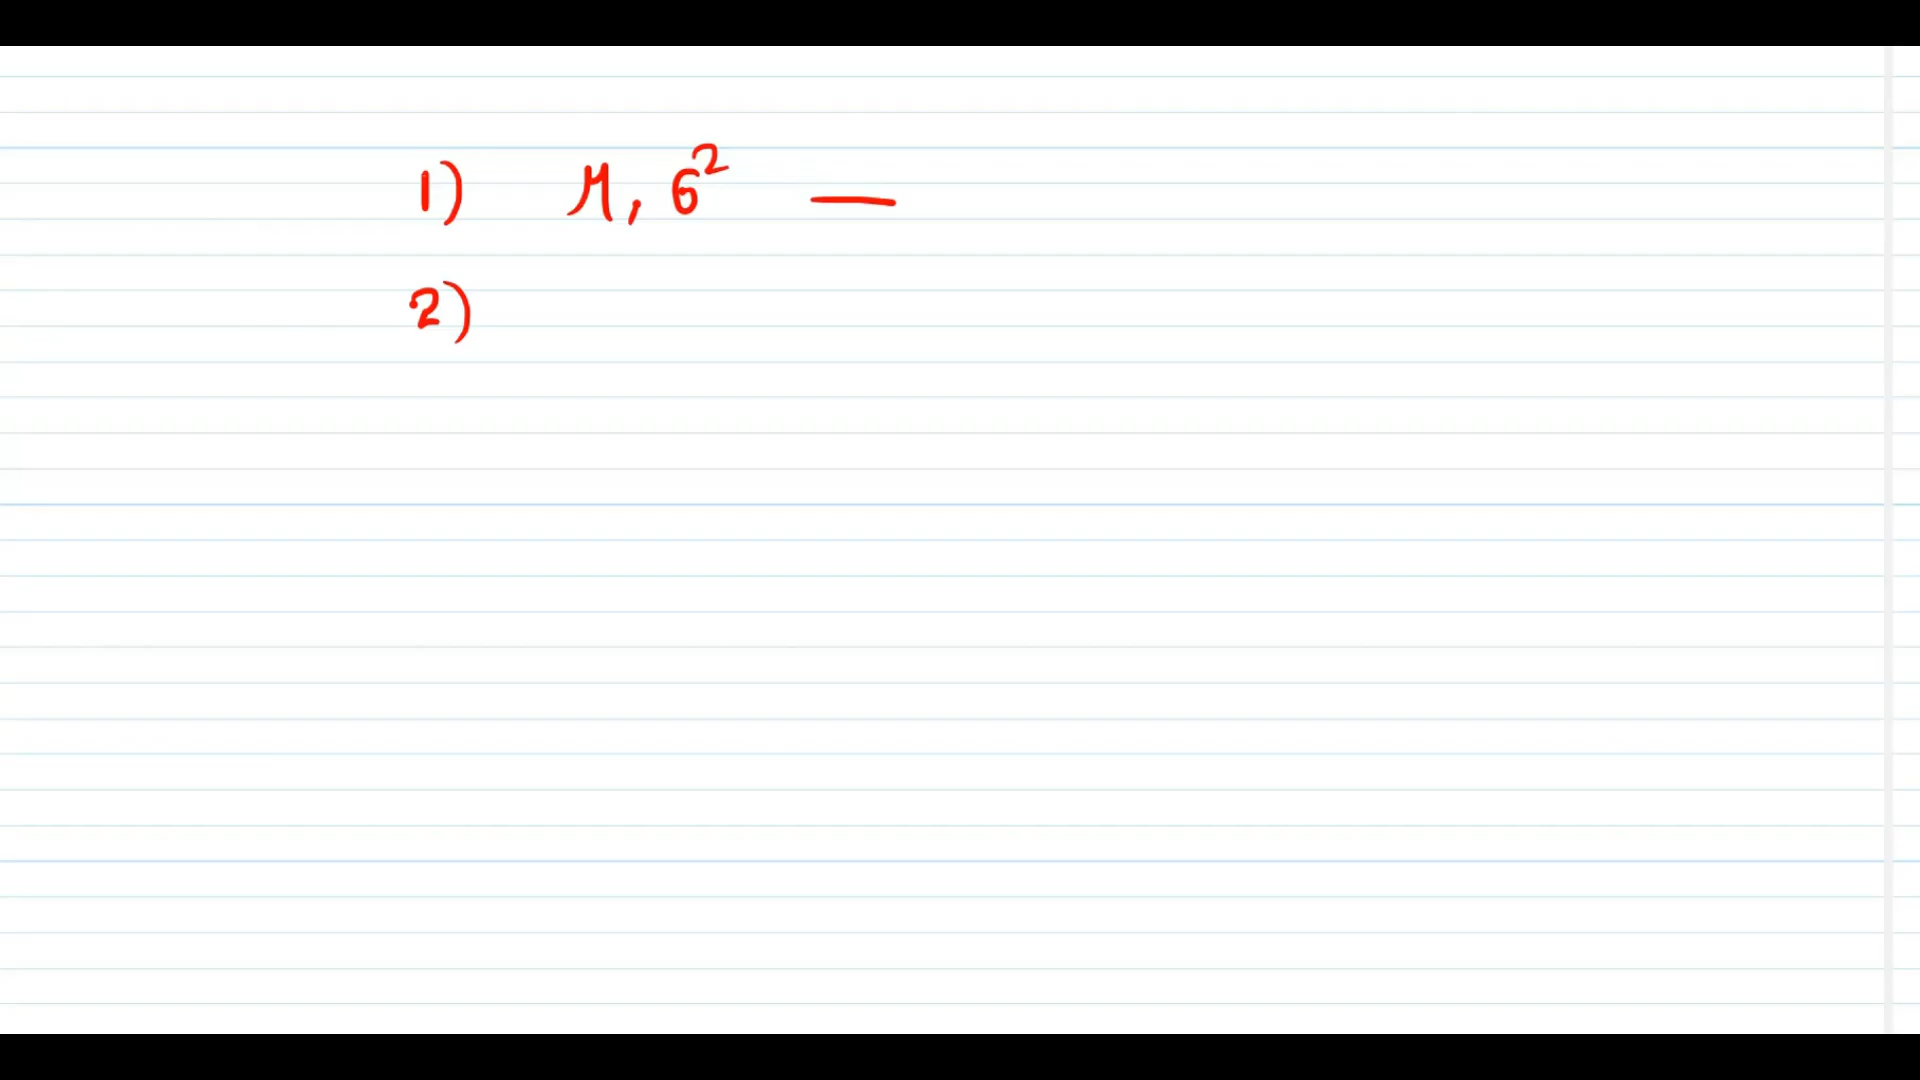 1) μ, σ² —
2)